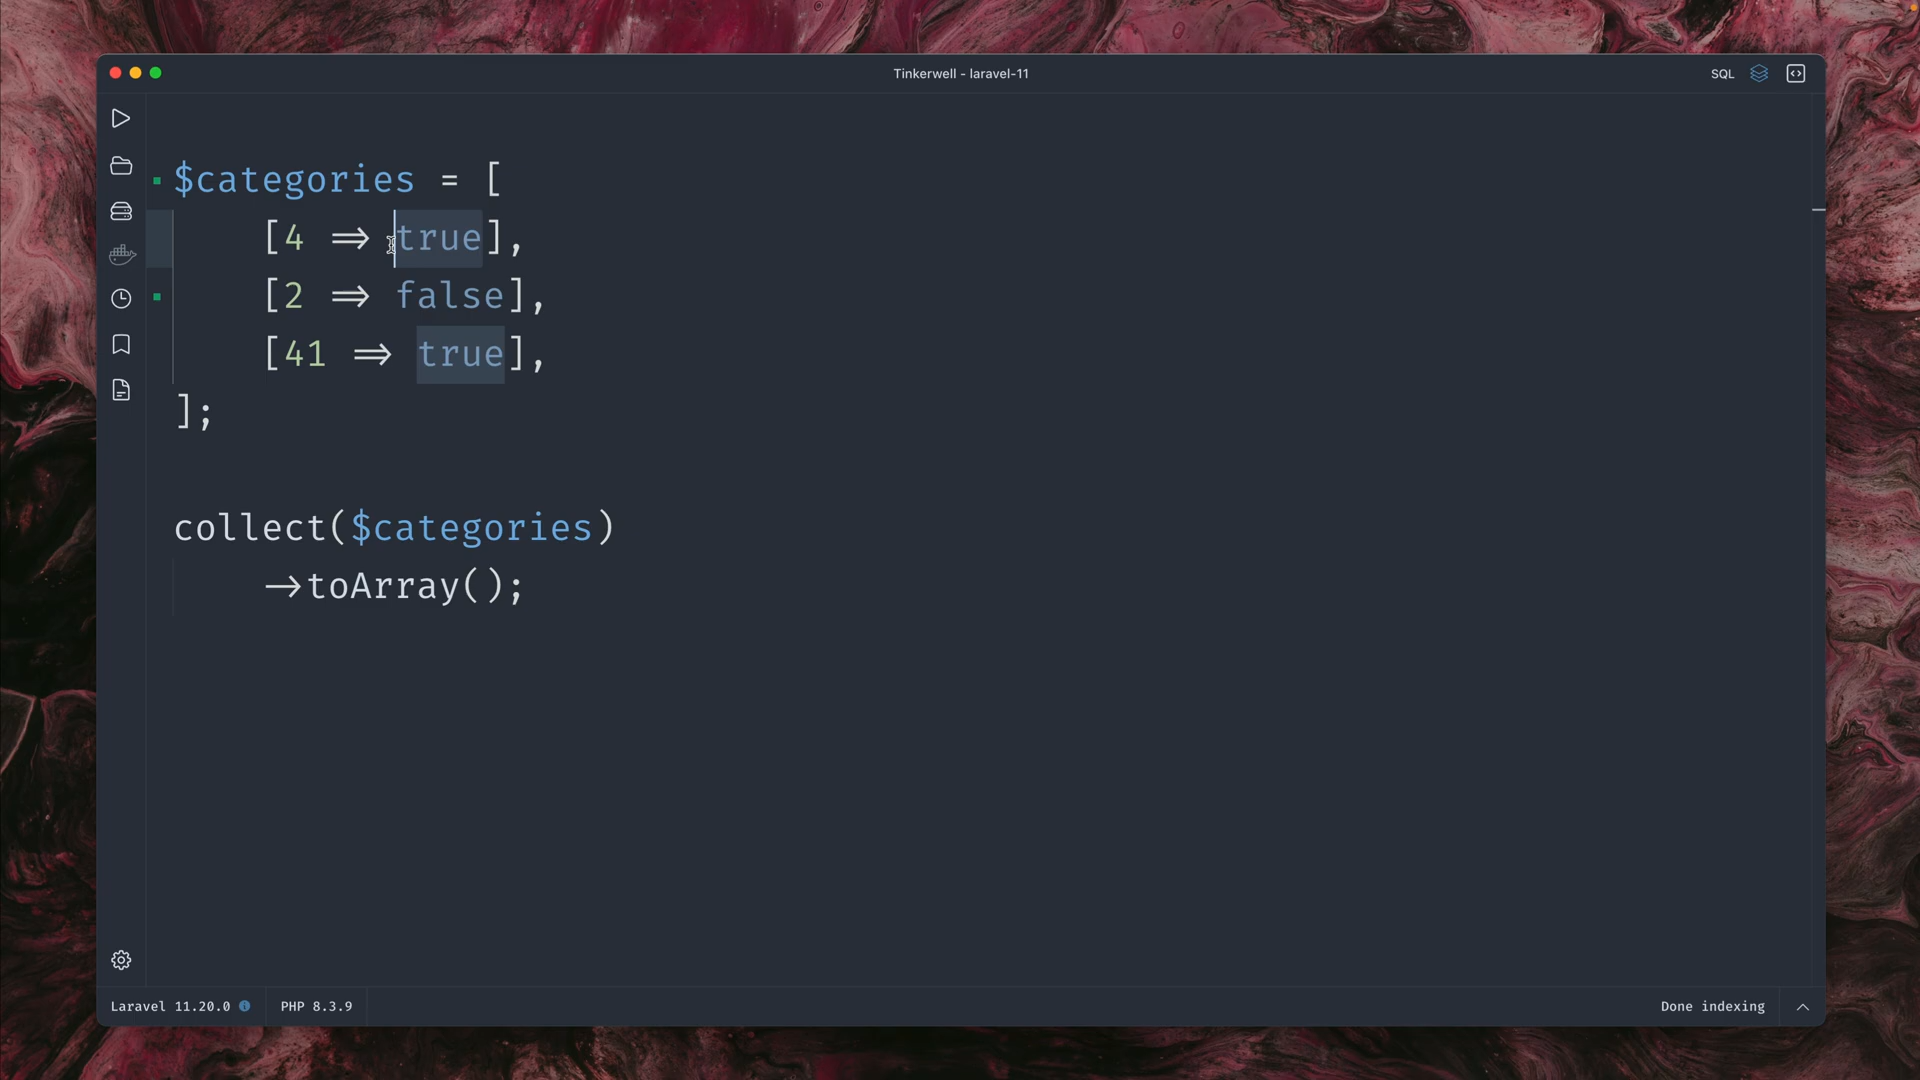 Tinkerwell - laravel-11
SQL
$categories = [
[4 => true],
[2 => false],
[41 => true],
];
collect($categories)
->toArray();
Laravel 11.20.0
PHP 8.3.9
Done indexing